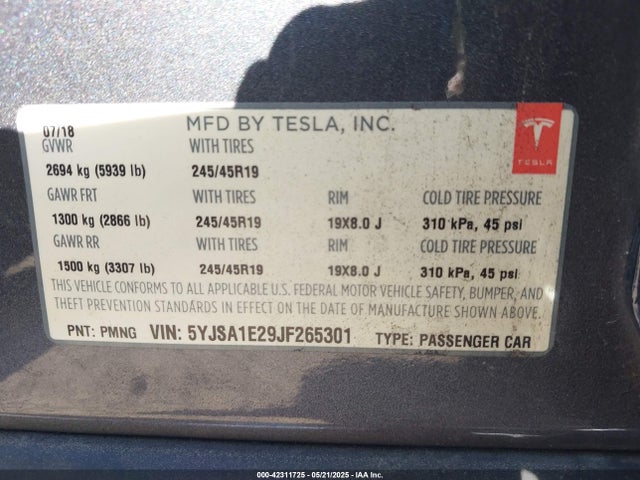 07/18 MFD BY TESLA, INC.
GVWR WITH TIRES
2694 kg (5939 lb) 245/45R19
TESLA
GAWR FRT WITH TIRES RIM COLD TIRE PRESSURE
1300 kg (2866 lb) 245/45R19 19X8.0 J 310 kPa, 45 psi
GAWR RR WITH TIRES RIM COLD TIRE PRESSURE
1500 kg (3307 lb) 245/45R19 19X8.0 J 310 kPa, 45 psi
THIS VEHICLE CONFORMS TO ALL APPLICABLE U.S. FEDERAL MOTOR VEHICLE SAFETY, BUMPER, AND
THEFT PREVENTION STANDARDS IN EFFECT ON THE DATE OF MANUFACTURE SHOWN ABOVE.
PNT: PMNG VIN: 5YJSA1E29JF265301 TYPE: PASSENGER CAR
000-42311725 - 05/21/2025 - IAA Inc.